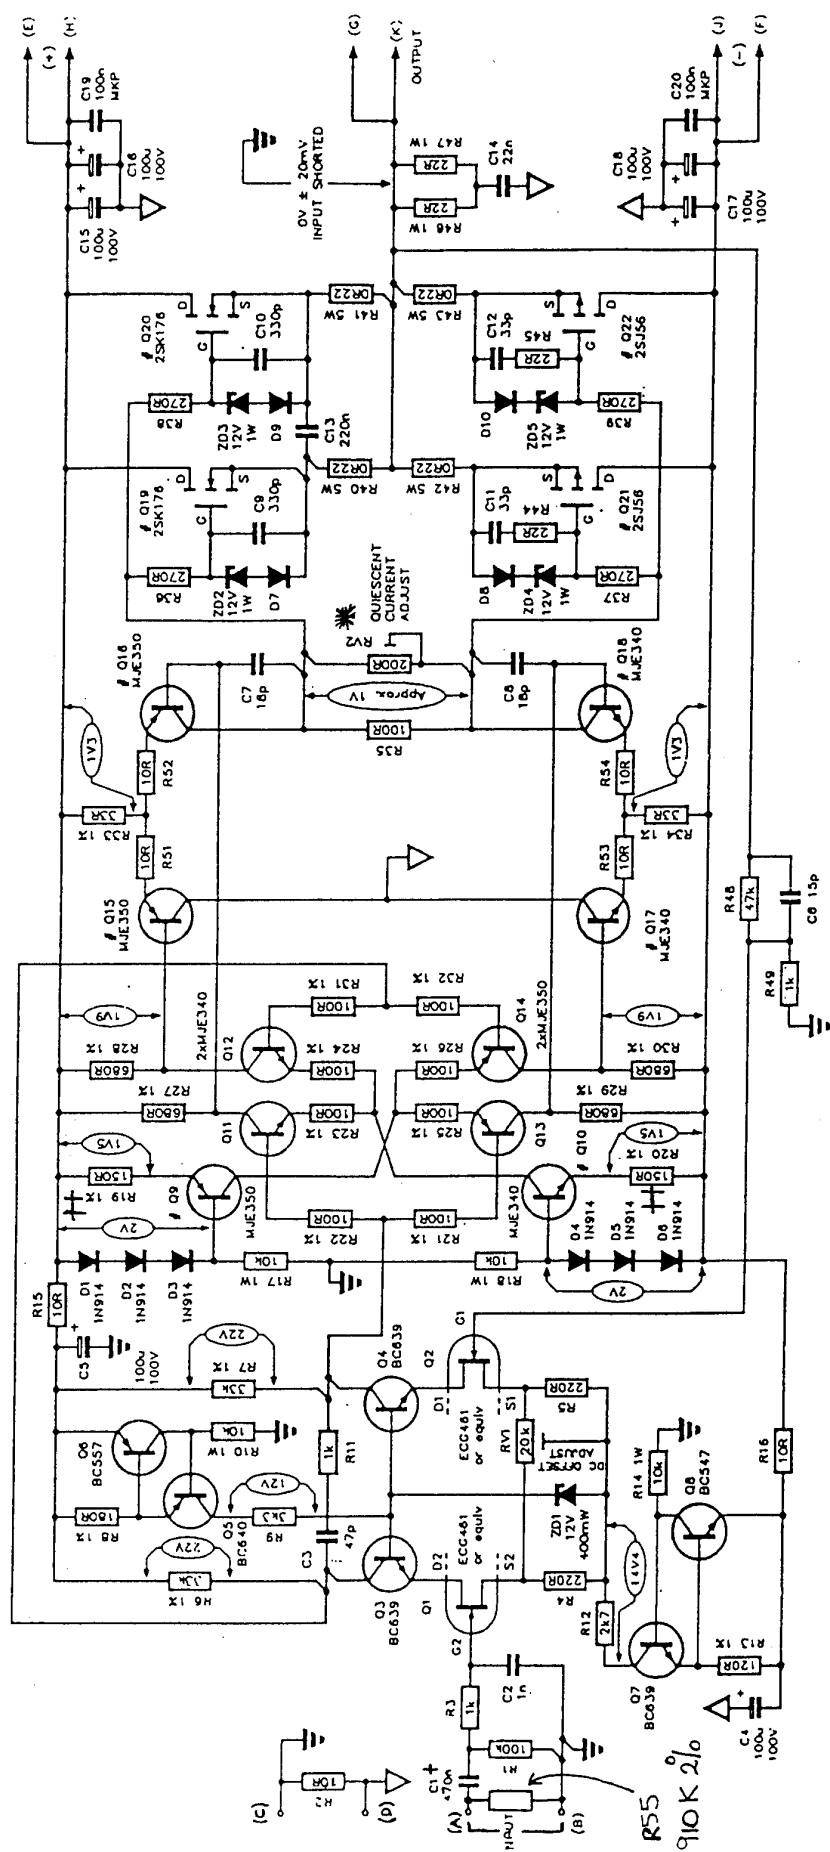 (E)
(+)
(H)
(G)
(K)
OUTPUT
(J)
(-)
(F)
C19
100n
MKP
C16
100u
100V
C15
100u
100V
0V ± 20mV
INPUT SHORTED
R47 1W
22R
R46 1W
22R
C14
22n
C20
100n
MKP
C18
100u
100V
C17
100u
100V
# Q20
2SK176
D
S
G
C10
330p
R38
270R
ZD3
12V
1W
D9
C13
220n
R41 5W
0R22
R43 5W
0R22
C12
33p
R45
22R
D10
ZD5
12V
1W
R39
270R
# Q22
2SJ56
S
G
D
# Q19
2SK176
D
S
G
C9
330p
R36
270R
ZD2
12V
1W
D7
R40 5W
0R22
R42 5W
0R22
C11
33p
R44
22R
D8
ZD4
12V
1W
R37
270R
# Q21
2SJ56
S
G
D
QUIESCENT
CURRENT
ADJUST
RV2
200R
# Q16
MJE350
C7
18p
C8
18p
# Q18
MJE340
Approx. 1V
R35
100R
1V3
10R
R52
33R
R33 1%
10R
R51
10R
R54
1V3
33R
R34 1%
10R
R53
# Q15
MJE350
# Q17
MJE340
R48
47k
C6 15p
R49
1k
1V9
R28 1%
680R
R27 1%
680R
2xMJE340
Q12
Q11
R31 1%
100R
R32 1%
100R
R24 1%
100R
R26 1%
100R
R23 1%
100R
R25 1%
100R
Q14
2xMJE350
Q13
1V9
R30 1%
680R
R29 1%
680R
1V5
R19 1%
150R
# Q9
MJE350
R22 1%
100R
R21 1%
100R
# Q10
MJE340
R20 1%
150R
1V5
2V
D1
1N914
D2
1N914
D3
1N914
R17 1W
10k
R18 1W
10k
D4
1N914
D5
1N914
D6
1N914
2V
R15
10R
C5
100u
100V
22V
R7 1%
33k
Q4
BC639
Q2
G1
D1
S1
ECG461
or equiv
R5
220R
RV1
20k
DC OFFSET
ADJUST
R16
10R
Q6
BC557
R10 1W
10k
R11
1k
R8 1%
180R
Q5
BC640
12V
R9
3k3
C3
47p
22V
R6 1%
33k
Q3
BC639
ZD1
12V
400mW
Q1
G2
D2
S2
ECG461
or equiv
R4
220R
14V4
R12
2k7
R14 1W
10k
Q8
BC547
Q7
BC639
R13 1%
120R
C4
100u
100V
R3
1k
C2
1n
R1
100k
C1
470n
(A)
INPUT
(B)
(C)
R2
10R
(D)
R55
910K 2%